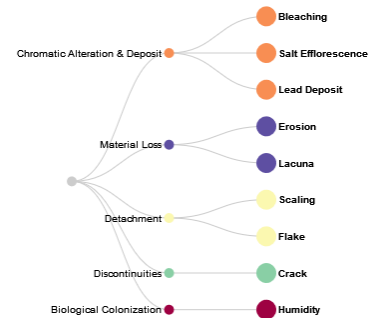 Bleaching
Chromatic Alteration & Deposit
Salt Efflorescence
Lead Deposit
Erosion
Material Loss
Lacuna
Scaling
Detachment
Flake
Discontinuities
Crack
Biological Colonization
Humidity